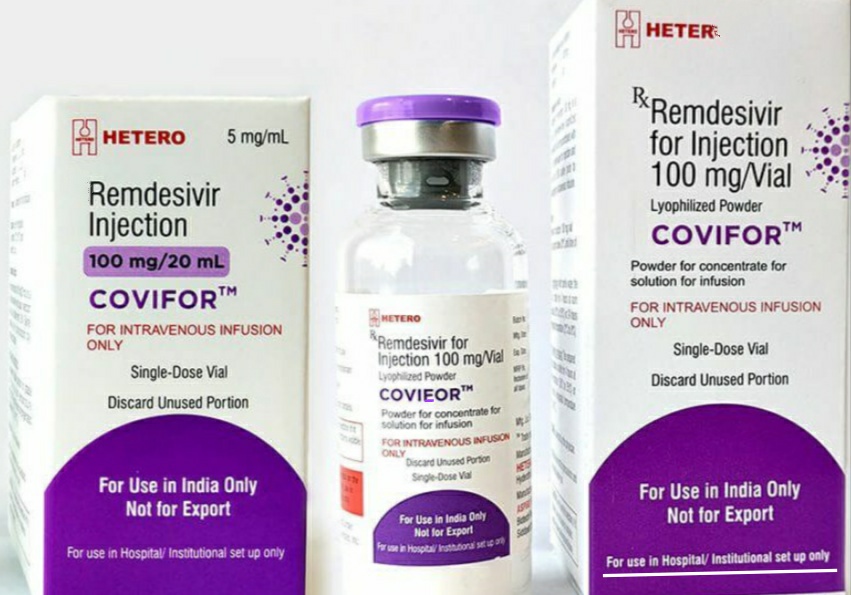 HETERO 5 mg/mL
Remdesivir
Injection
100 mg/20 mL
COVIFOR™
FOR INTRAVENOUS INFUSION
ONLY
Single-Dose Vial
Discard Unused Portion
For Use in India Only
Not for Export
For use in Hospital/ Institutional set up only
HETERO
Rx Remdesivir for
Injection 100 mg/Vial
Lyophilized Powder
COVIEOR™
Powder for concentrate for
solution for infusion
FOR INTRAVENOUS INFUSION
ONLY
Discard Unused Portion
Single-Dose Vial
For Use in India Only
Not for Export
For use in Hospital/ Institutional set up only
HETER
Rx Remdesivir
for Injection
100 mg/Vial
Lyophilized Powder
COVIFOR™
Powder for concentrate for
solution for infusion
FOR INTRAVENOUS INFUSION
ONLY
Single-Dose Vial
Discard Unused Portion
For Use in India Only
Not for Export
For use in Hospital/ Institutional set up only